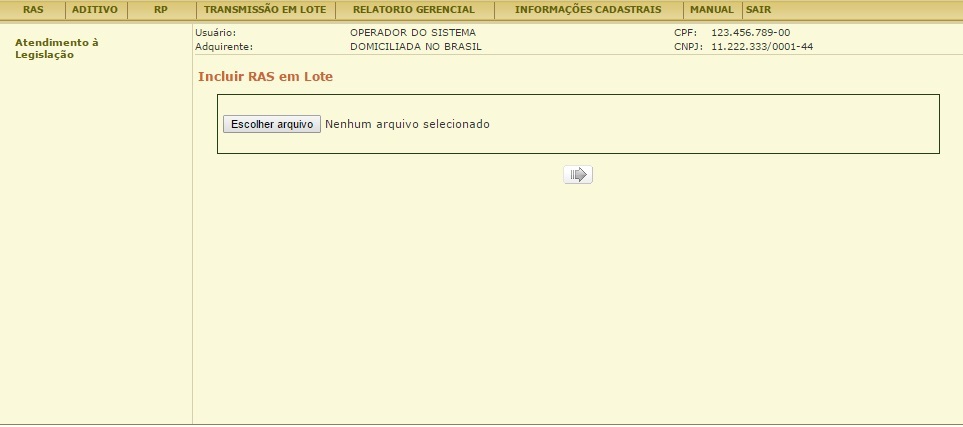 RAS ADITIVO RP TRANSMISSÃO EM LOTE RELATORIO GERENCIAL INFORMAÇÕES CADASTRAIS MANUAL SAIR
Atendimento à
Legislação
Usuário: OPERADOR DO SISTEMA CPF: 123.456.789-00
Adquirente: DOMICILIADA NO BRASIL CNPJ: 11.222.333/0001-44
Incluir RAS em Lote
Escolher arquivo Nenhum arquivo selecionado